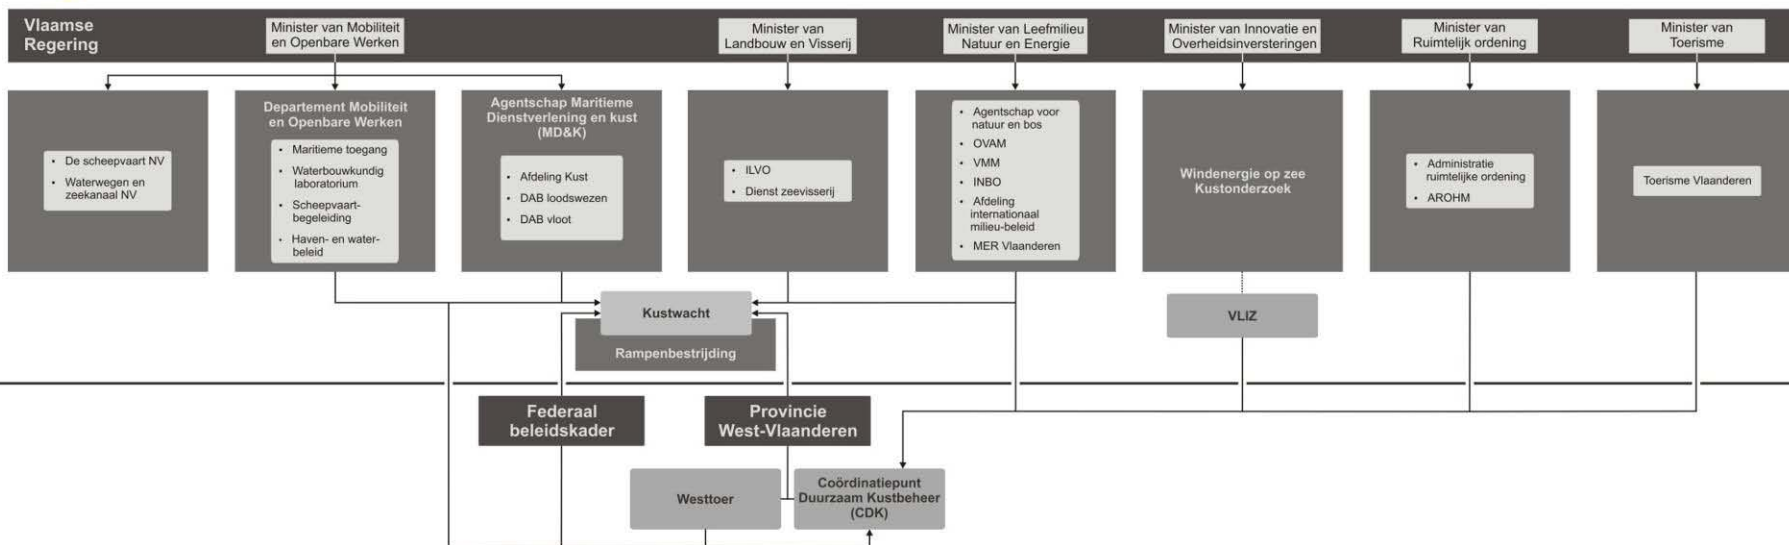 Vlaamse
Regering
Minister van Mobiliteit
en Openbare Werken
Minister van
Landbouw en Visserij
Minister van Leefmilieu
Natuur en Energie
Minister van Innovatie en
Overheidsinversteringen
Minister van
Ruimtelijk ordening
Minister van
Toerisme
• De scheepvaart NV
• Waterwegen en
zeekanaal NV
Departement Mobiliteit
en Openbare Werken
• Maritieme toegang
• Waterbouwkundig
laboratorium
• Scheepvaart-
begeleiding
• Haven- en water-
beleid
Agentschap Maritieme
Dienstverlening en kust
(MD&K)
• Afdeling Kust
• DAB loodswezen
• DAB vloot
• ILVO
• Dienst zeevisserij
• Agentschap voor
natuur en bos
• OVAM
• VMM
• INBO
• Afdeling
internationaal
milieu-beleid
• MER Vlaanderen
Windenergie op zee
Kustonderzoek
• Administratie
ruimtelijke ordening
• AROHM
Toerisme Vlaanderen
Kustwacht
Rampenbestrijding
VLIZ
Federaal
beleidskader
Provincie
West-Vlaanderen
Westtoer
Coördinatiepunt
Duurzaam Kustbeheer
(CDK)